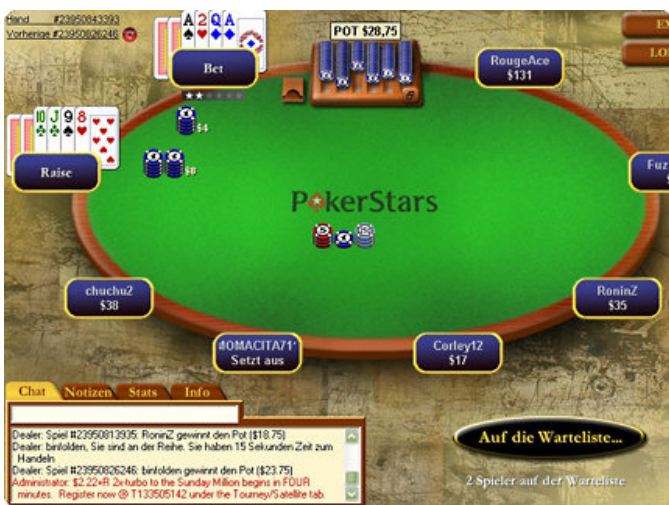 Hand #23950843393
Vorherige #23950826246
POT $28,75
A 2 Q A
Bet
RougeAce
$131
$4
10 J 9 8
Raise
$8
PokerStars
chuchu2
$38
RoninZ
$35
Setzt aus
Corley12
$17
Chat
Notizen
Stats
Info
Dealer: Spiel #23950813935: RoninZ gewinnt den Pot ($18.75)
Dealer: binfolden, Sie sind an der Reihe. Sie haben 15 Sekunden Zeit zum
Handeln
Dealer: Spiel #23950826246: binfolden gewinnt den Pot ($23.75)
Administrator: $2.22+R 2x-turbo to the Sunday Million begins in FOUR
minutes. Register now @ T133505142 under the Tourney/Satellite tab.
Auf die Warteliste...
2 Spieler auf der Warteliste